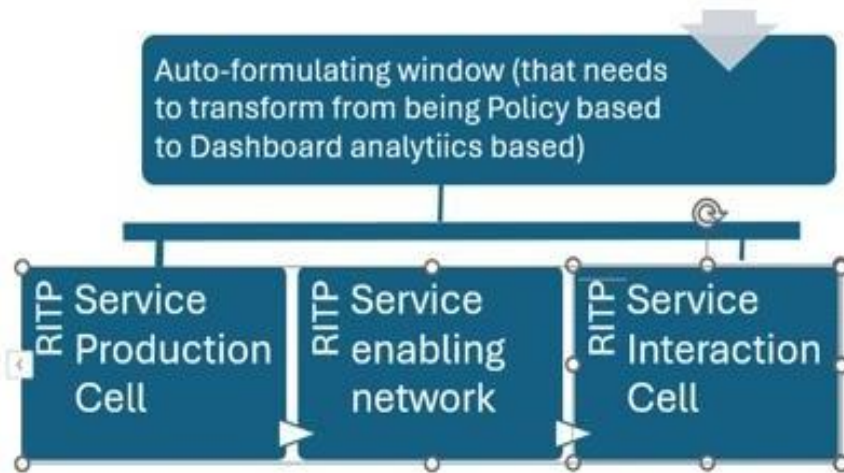 Auto-formulating window (that needs
to transform from being Policy based
to Dashboard analytiics based)
RITP
Service
Production
Cell
RITP
Service
enabling
network
RITP
Service
Interaction
Cell